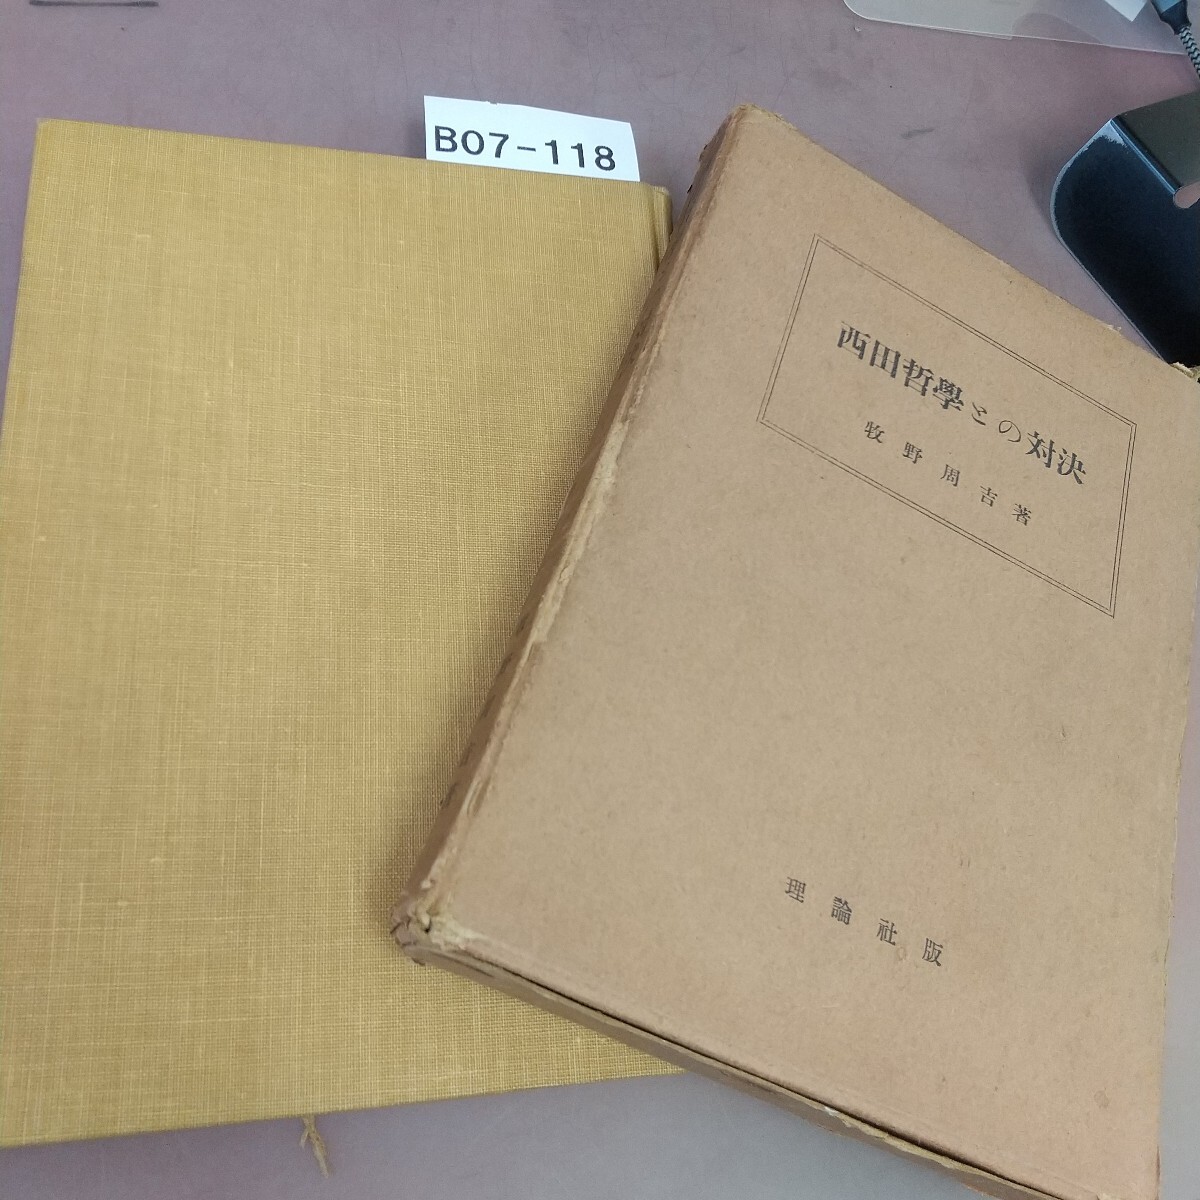 B07-118
西田哲學との対決
牧野周吉著
理論社版